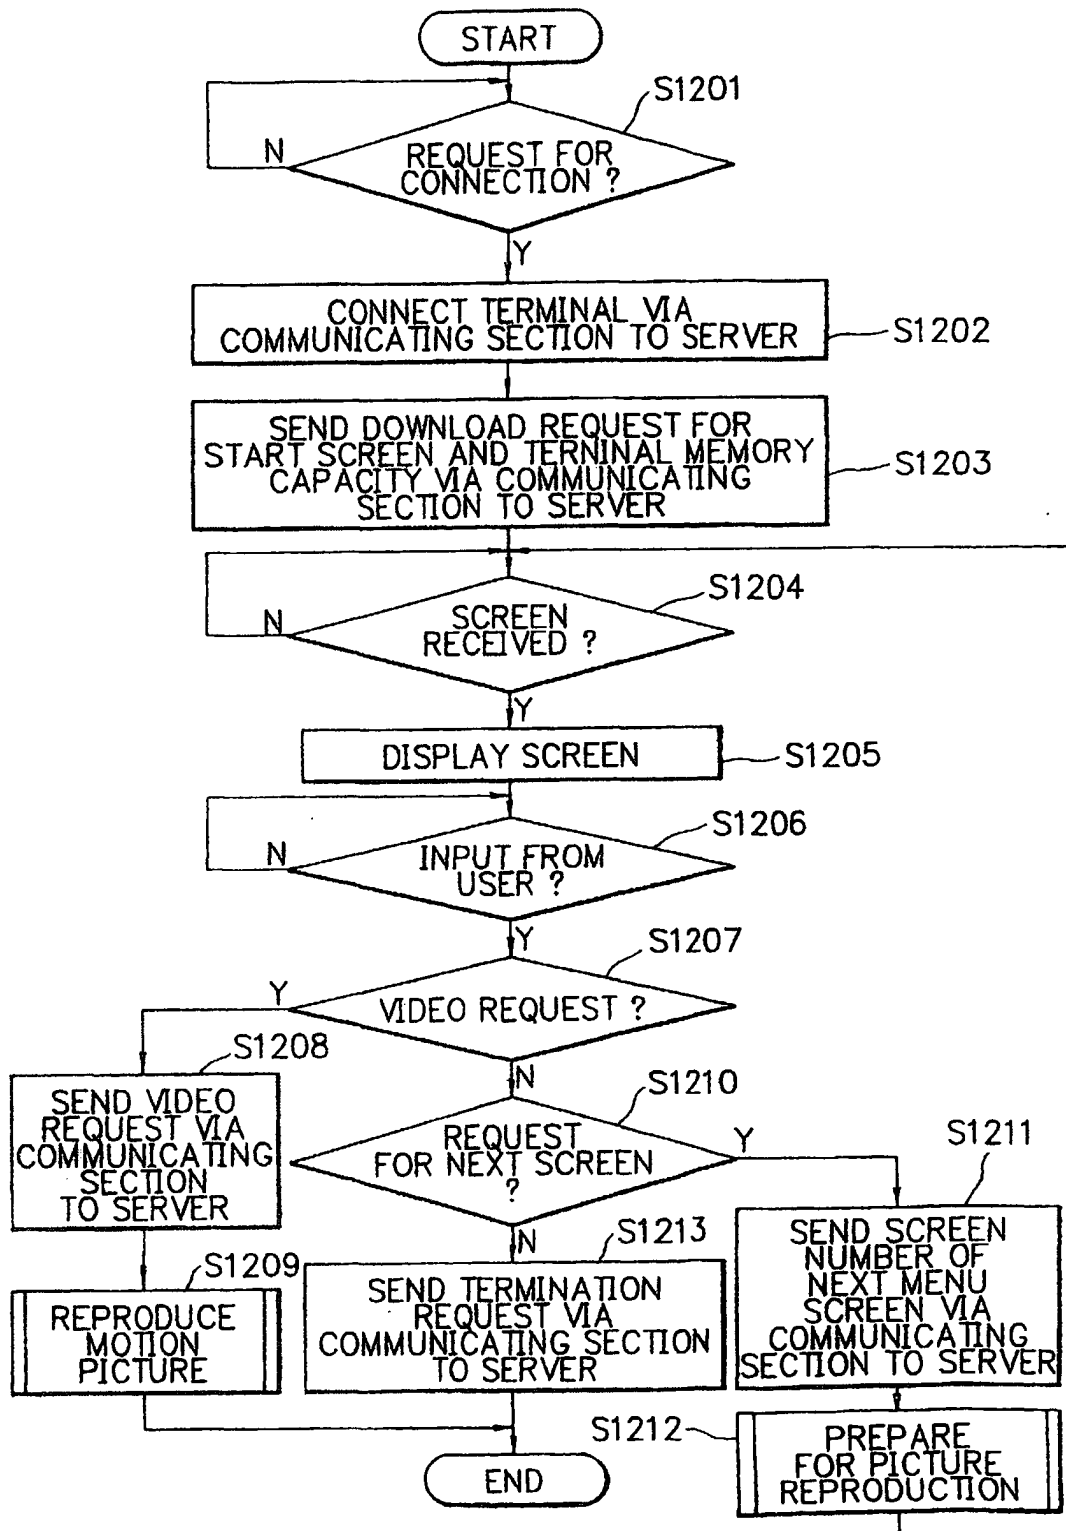 START
S1201
N
REQUEST FOR
CONNECTION ?
Y
CONNECT TERMINAL VIA
COMMUNICATING SECTION TO SERVER
S1202
SEND DOWNLOAD REQUEST FOR
START SCREEN AND TERNINAL MEMORY
CAPACITY VIA COMMUNICATING
SECTION TO SERVER
S1203
S1204
N
SCREEN
RECEIVED ?
Y
DISPLAY SCREEN
S1205
S1206
N
INPUT FROM
USER ?
Y
S1207
Y
VIDEO REQUEST ?
S1208
N
S1210
SEND VIDEO
REQUEST VIA
COMMUNICATING
SECTION
TO SERVER
REQUEST
FOR NEXT SCREEN
?
Y
S1211
N
S1213
SEND SCREEN
NUMBER OF
NEXT MENU
SCREEN VIA
COMMUNICATING
SECTION TO SERVER
S1209
REPRODUCE
MOTION
PICTURE
SEND TERMINATION
REQUEST VIA
COMMUNICATING SECTION
TO SERVER
S1212
PREPARE
FOR PICTURE
REPRODUCTION
END